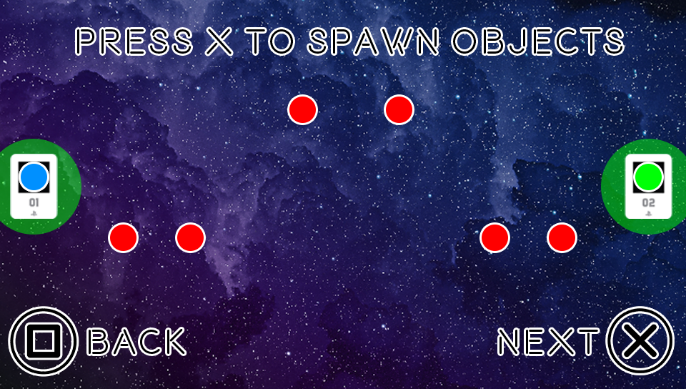 PRESS X TO SPAWN OBJECTS
01
02
BACK
NEXT